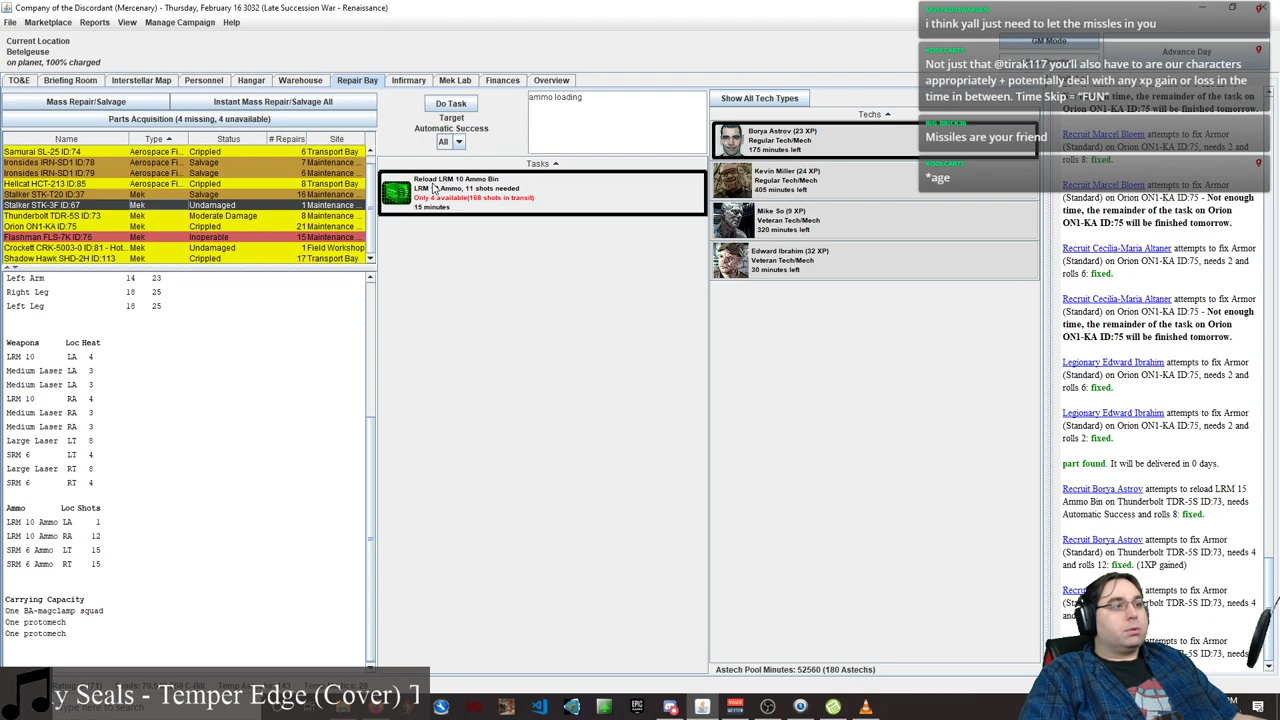 Company of the Discordant (Mercenary) - Thursday, February 16 3032 (Late Succession War - Renaissance)
File Marketplace Reports View Manage Campaign Help
Current Location
Betelgeuse
on planet, 100% charged
GM Mode
Advance Day
i think yall just need to let the missles in you
KOOLCARTS
Not just that @tirak117 you'll also have to are our characters
appropriately + potentially deal with any xp gain or loss in the
time in between. Time Skip = "FUN"
Missiles are your friend
KOOLCARTS
*age
TO&E Briefing Room Interstellar Map Personnel Hangar Warehouse Repair Bay Infirmary Mek Lab Finances Overview
Mass Repair/Salvage Instant Mass Repair/Salvage All
Parts Acquisition (4 missing, 4 unavailable)
Name Type Status # Repairs Site
Samurai SL-25 ID:74 Aerospace Fi... Crippled 6 Transport Bay
Ironsides IRN-SD1 ID:78 Aerospace Fi... Salvage 7 Maintenance ...
Ironsides IRN-SD1 ID:79 Aerospace Fi... Salvage Maintenance ...
Hellcat HCT-213 ID:85 Aerospace Fi... Crippled 8 Transport Bay
Stalker STK-T20 ID:37 Mek Salvage 16 Maintenance ...
Stalker STK-3F ID:67 Mek Undamaged 1 Maintenance ...
Thunderbolt TDR-5S ID:73 Mek Moderate Damage 8 Maintenance ...
Orion ON1-KA ID:75 Mek Crippled 21 Maintenance ...
Flashman FLS-7K ID:76 Mek Inoperable 15 Maintenance ...
Crockett CRK-5003-0 ID:81 - Hot... Mek Undamaged 1 Field Workshop
Shadow Hawk SHD-2H ID:113 Mek Crippled 17 Transport Bay
Left Arm 14 23
Right Leg 18 25
Left Leg 18 25
Weapons Loc Heat
LRM 10 LA 4
Medium Laser LA 3
Medium Laser LA 3
LRM 10 RA 4
Medium Laser RA 3
Medium Laser RA 3
Large Laser LT 8
SRM 6 LT 4
Large Laser RT 8
SRM 6 RT 4
Ammo Loc Shots
LRM 10 Ammo LA 1
LRM 10 Ammo RA 12
SRM 6 Ammo LT 15
SRM 6 Ammo RT 15
Carrying Capacity
One BA-magclamp squad
One protomech
Do Task
Target
Automatic Success
All
ammo loading
Tasks
Reload LRM 10 Ammo Bin
LRM Ammo, 11 shots needed
Only 4 available(168 shots in transit)
15 minutes
Show All Tech Types
Techs
Borya Astrov (23 XP)
Regular Tech/Mech
175 minutes left
Kevin Miller (24 XP)
Regular Tech/Mech
405 minutes left
Mike So (9 XP)
Veteran Tech/Mech
320 minutes left
Edward Ibrahim (32 XP)
Veteran Tech/Mech
30 minutes left
Astech Pool Minutes: 52560 (180 Astechs)
be finished tomorrow.
Recruit Marcel Bloem attempts to fix Armor
(Standard) on Orion ON1-KA ID:75, needs 2 and
rolls 8: fixed.
Armor
(Standard) on Orion ON1-KA ID:75 - Not enough
time, the remainder of the task on Orion
ON1-KA ID:75 will be finished tomorrow.
Recruit Cecilia-Maria Altaner attempts to fix Armor
(Standard) on Orion ON1-KA ID:75, needs 2 and
rolls 6: fixed.
Recruit Cecilia-Maria Altaner attempts to fix Armor
(Standard) on Orion ON1-KA ID:75 - Not enough
time, the remainder of the task on Orion
ON1-KA ID:75 will be finished tomorrow.
Legionary Edward Ibrahim attempts to fix Armor
(Standard) on Orion ON1-KA ID:75, needs 2 and
rolls 6: fixed.
Legionary Edward Ibrahim attempts to fix Armor
(Standard) on Orion ON1-KA ID:75, needs 2 and
rolls 2: fixed.
part found. It will be delivered in 0 days.
Recruit Borya Astrov attempts to reload LRM 15
Ammo Bin on Thunderbolt TDR-5S ID:73, needs
Automatic Success and rolls 8: fixed.
Recruit Borya Astrov attempts to fix Armor
(Standard) on Thunderbolt TDR-5S ID:73, needs 4
and rolls 12: fixed. (1XP gained)
y Seals - Temper Edge (Cover)